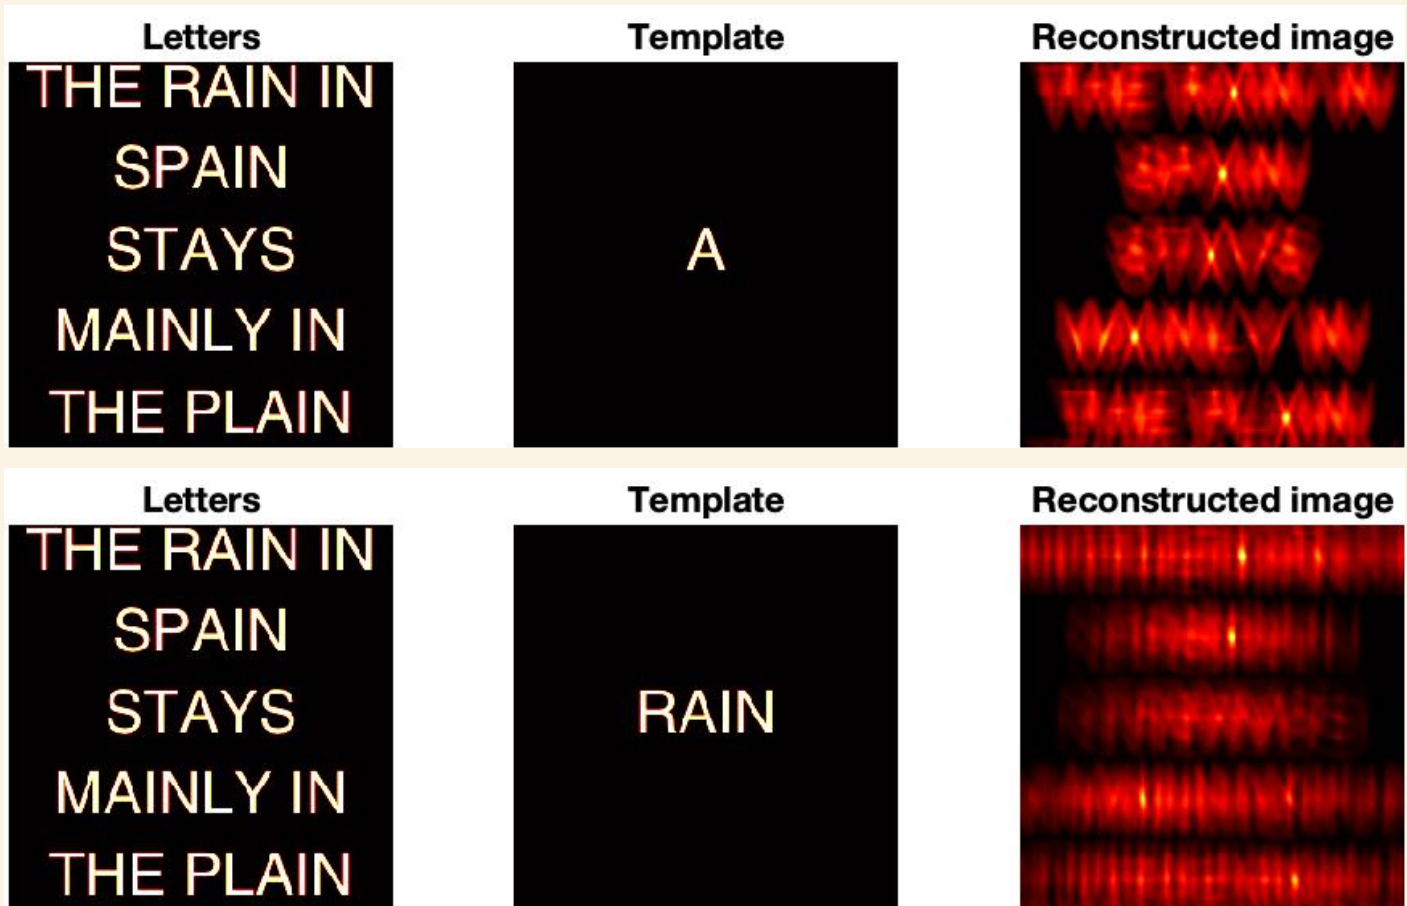 Letters Template Reconstructed image
THE RAIN IN
SPAIN
STAYS
MAINLY IN
THE PLAIN
A
Letters Template Reconstructed image
THE RAIN IN
SPAIN
STAYS
MAINLY IN
THE PLAIN
RAIN